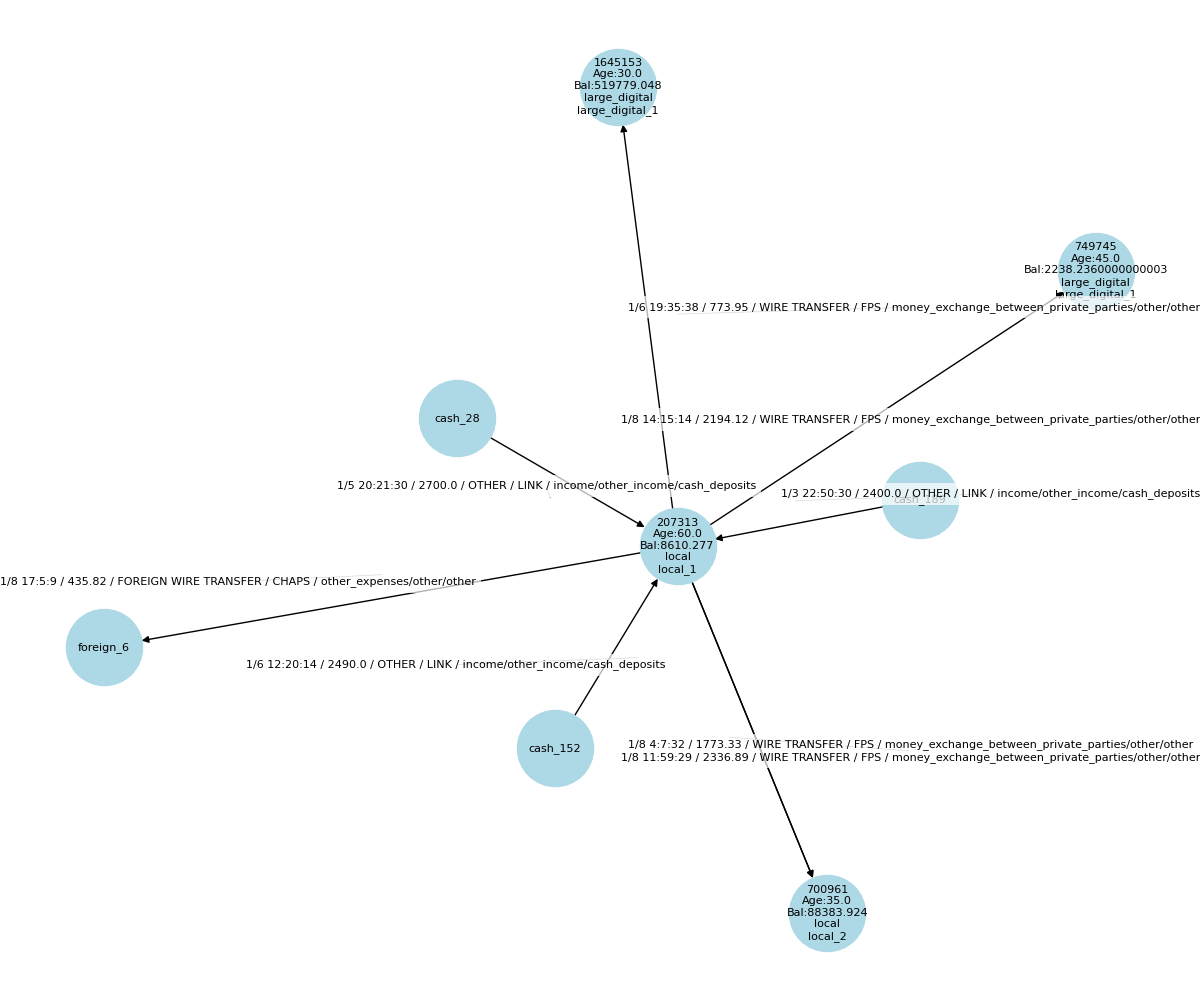 1645153
Age:30.0
Bal:519779.048
large_digital
large_digital_1
749745
Age:45.0
Bal:2238.2360000000003
large_digital
large_digital_1
1/6 19:35:38 / 773.95 / WIRE TRANSFER / FPS / money_exchange_between_private_parties/other/other
cash_28
1/8 14:15:14 / 2194.12 / WIRE TRANSFER / FPS / money_exchange_between_private_parties/other/other
1/5 20:21:30 / 2700.0 / OTHER / LINK / income/other_income/cash_deposits
1/3 22:50:30 / 2400.0 / OTHER / LINK / income/other_income/cash_deposits
cash_189
207313
Age:60.0
Bal:8610.277
local
local_1
1/8 17:5:9 / 435.82 / FOREIGN WIRE TRANSFER / CHAPS / other_expenses/other/other
foreign_6
1/6 12:20:14 / 2490.0 / OTHER / LINK / income/other_income/cash_deposits
cash_152
1/8 4:7:32 / 1773.33 / WIRE TRANSFER / FPS / money_exchange_between_private_parties/other/other
1/8 11:59:29 / 2336.89 / WIRE TRANSFER / FPS / money_exchange_between_private_parties/other/other
700961
Age:35.0
Bal:88383.924
local
local_2